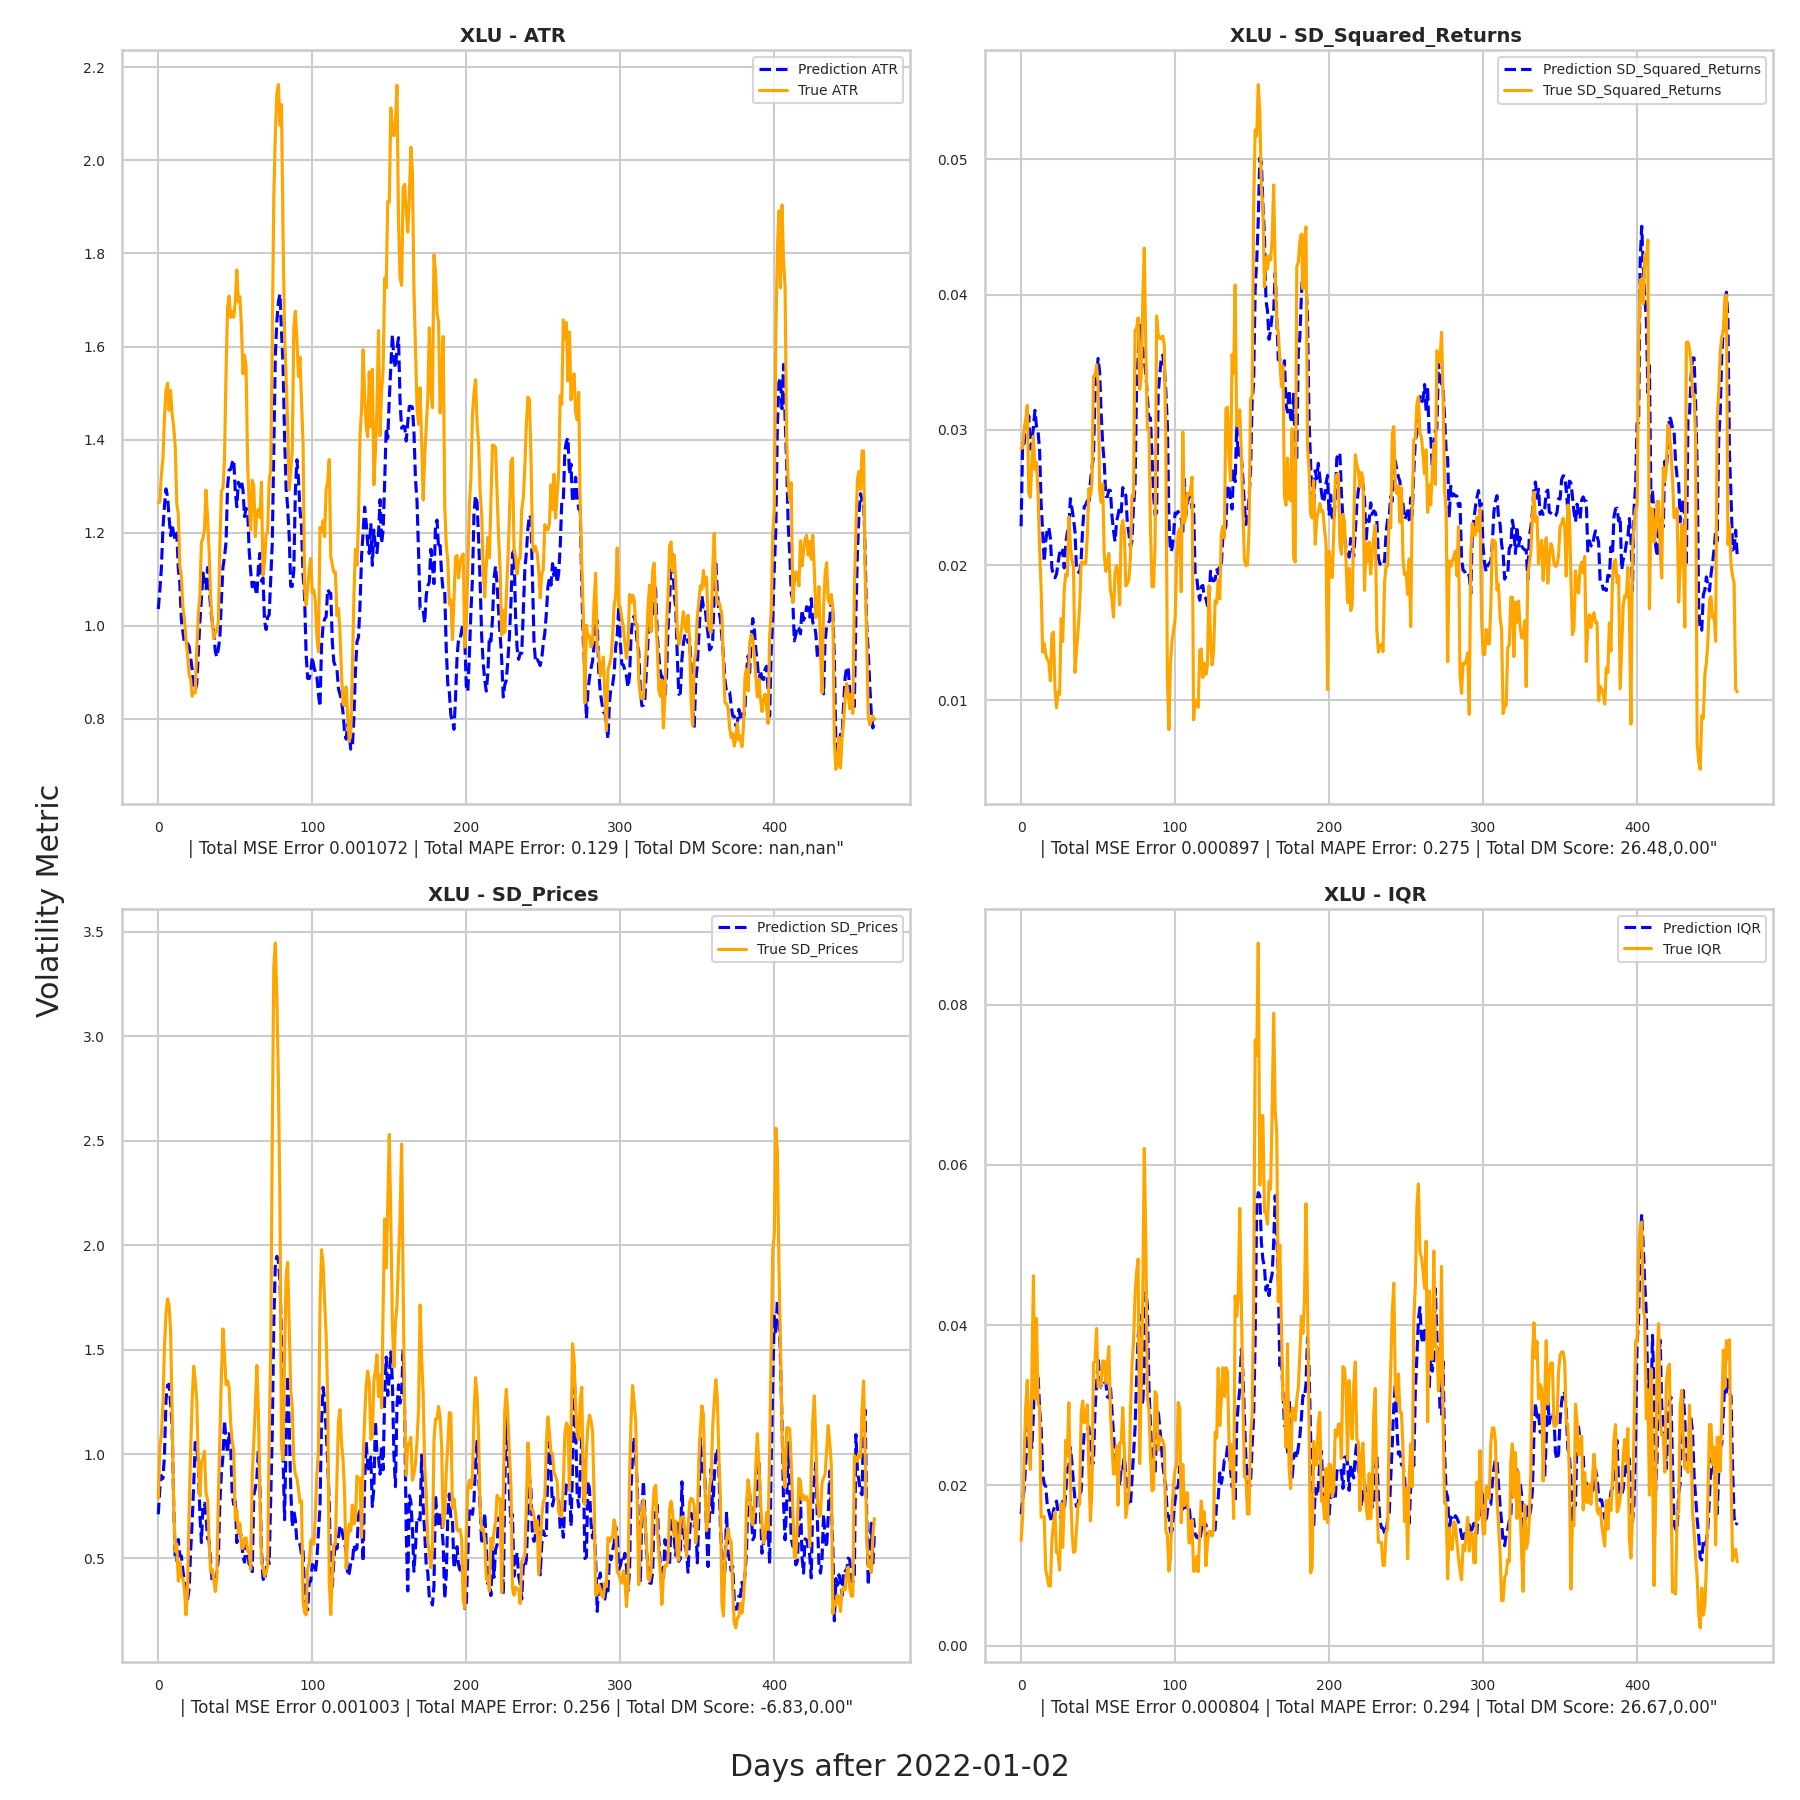 XLU - ATR
Prediction ATR
True ATR
2.2
2.0
1.8
1.6
1.4
1.2
1.0
0.8
0 100 200 300 400
| Total MSE Error 0.001072 | Total MAPE Error: 0.129 | Total DM Score: nan,nan"
XLU - SD_Squared_Returns
Prediction SD_Squared_Returns
True SD_Squared_Returns
0.05
0.04
0.03
0.02
0.01
0 100 200 300 400
| Total MSE Error 0.000897 | Total MAPE Error: 0.275 | Total DM Score: 26.48,0.00"
Volatility Metric
XLU - SD_Prices
Prediction SD_Prices
True SD_Prices
3.5
3.0
2.5
2.0
1.5
1.0
0.5
0 100 200 300 400
| Total MSE Error 0.001003 | Total MAPE Error: 0.256 | Total DM Score: -6.83,0.00"
XLU - IQR
Prediction IQR
True IQR
0.08
0.06
0.04
0.02
0.00
0 100 200 300 400
| Total MSE Error 0.000804 | Total MAPE Error: 0.294 | Total DM Score: 26.67,0.00"
Days after 2022-01-02